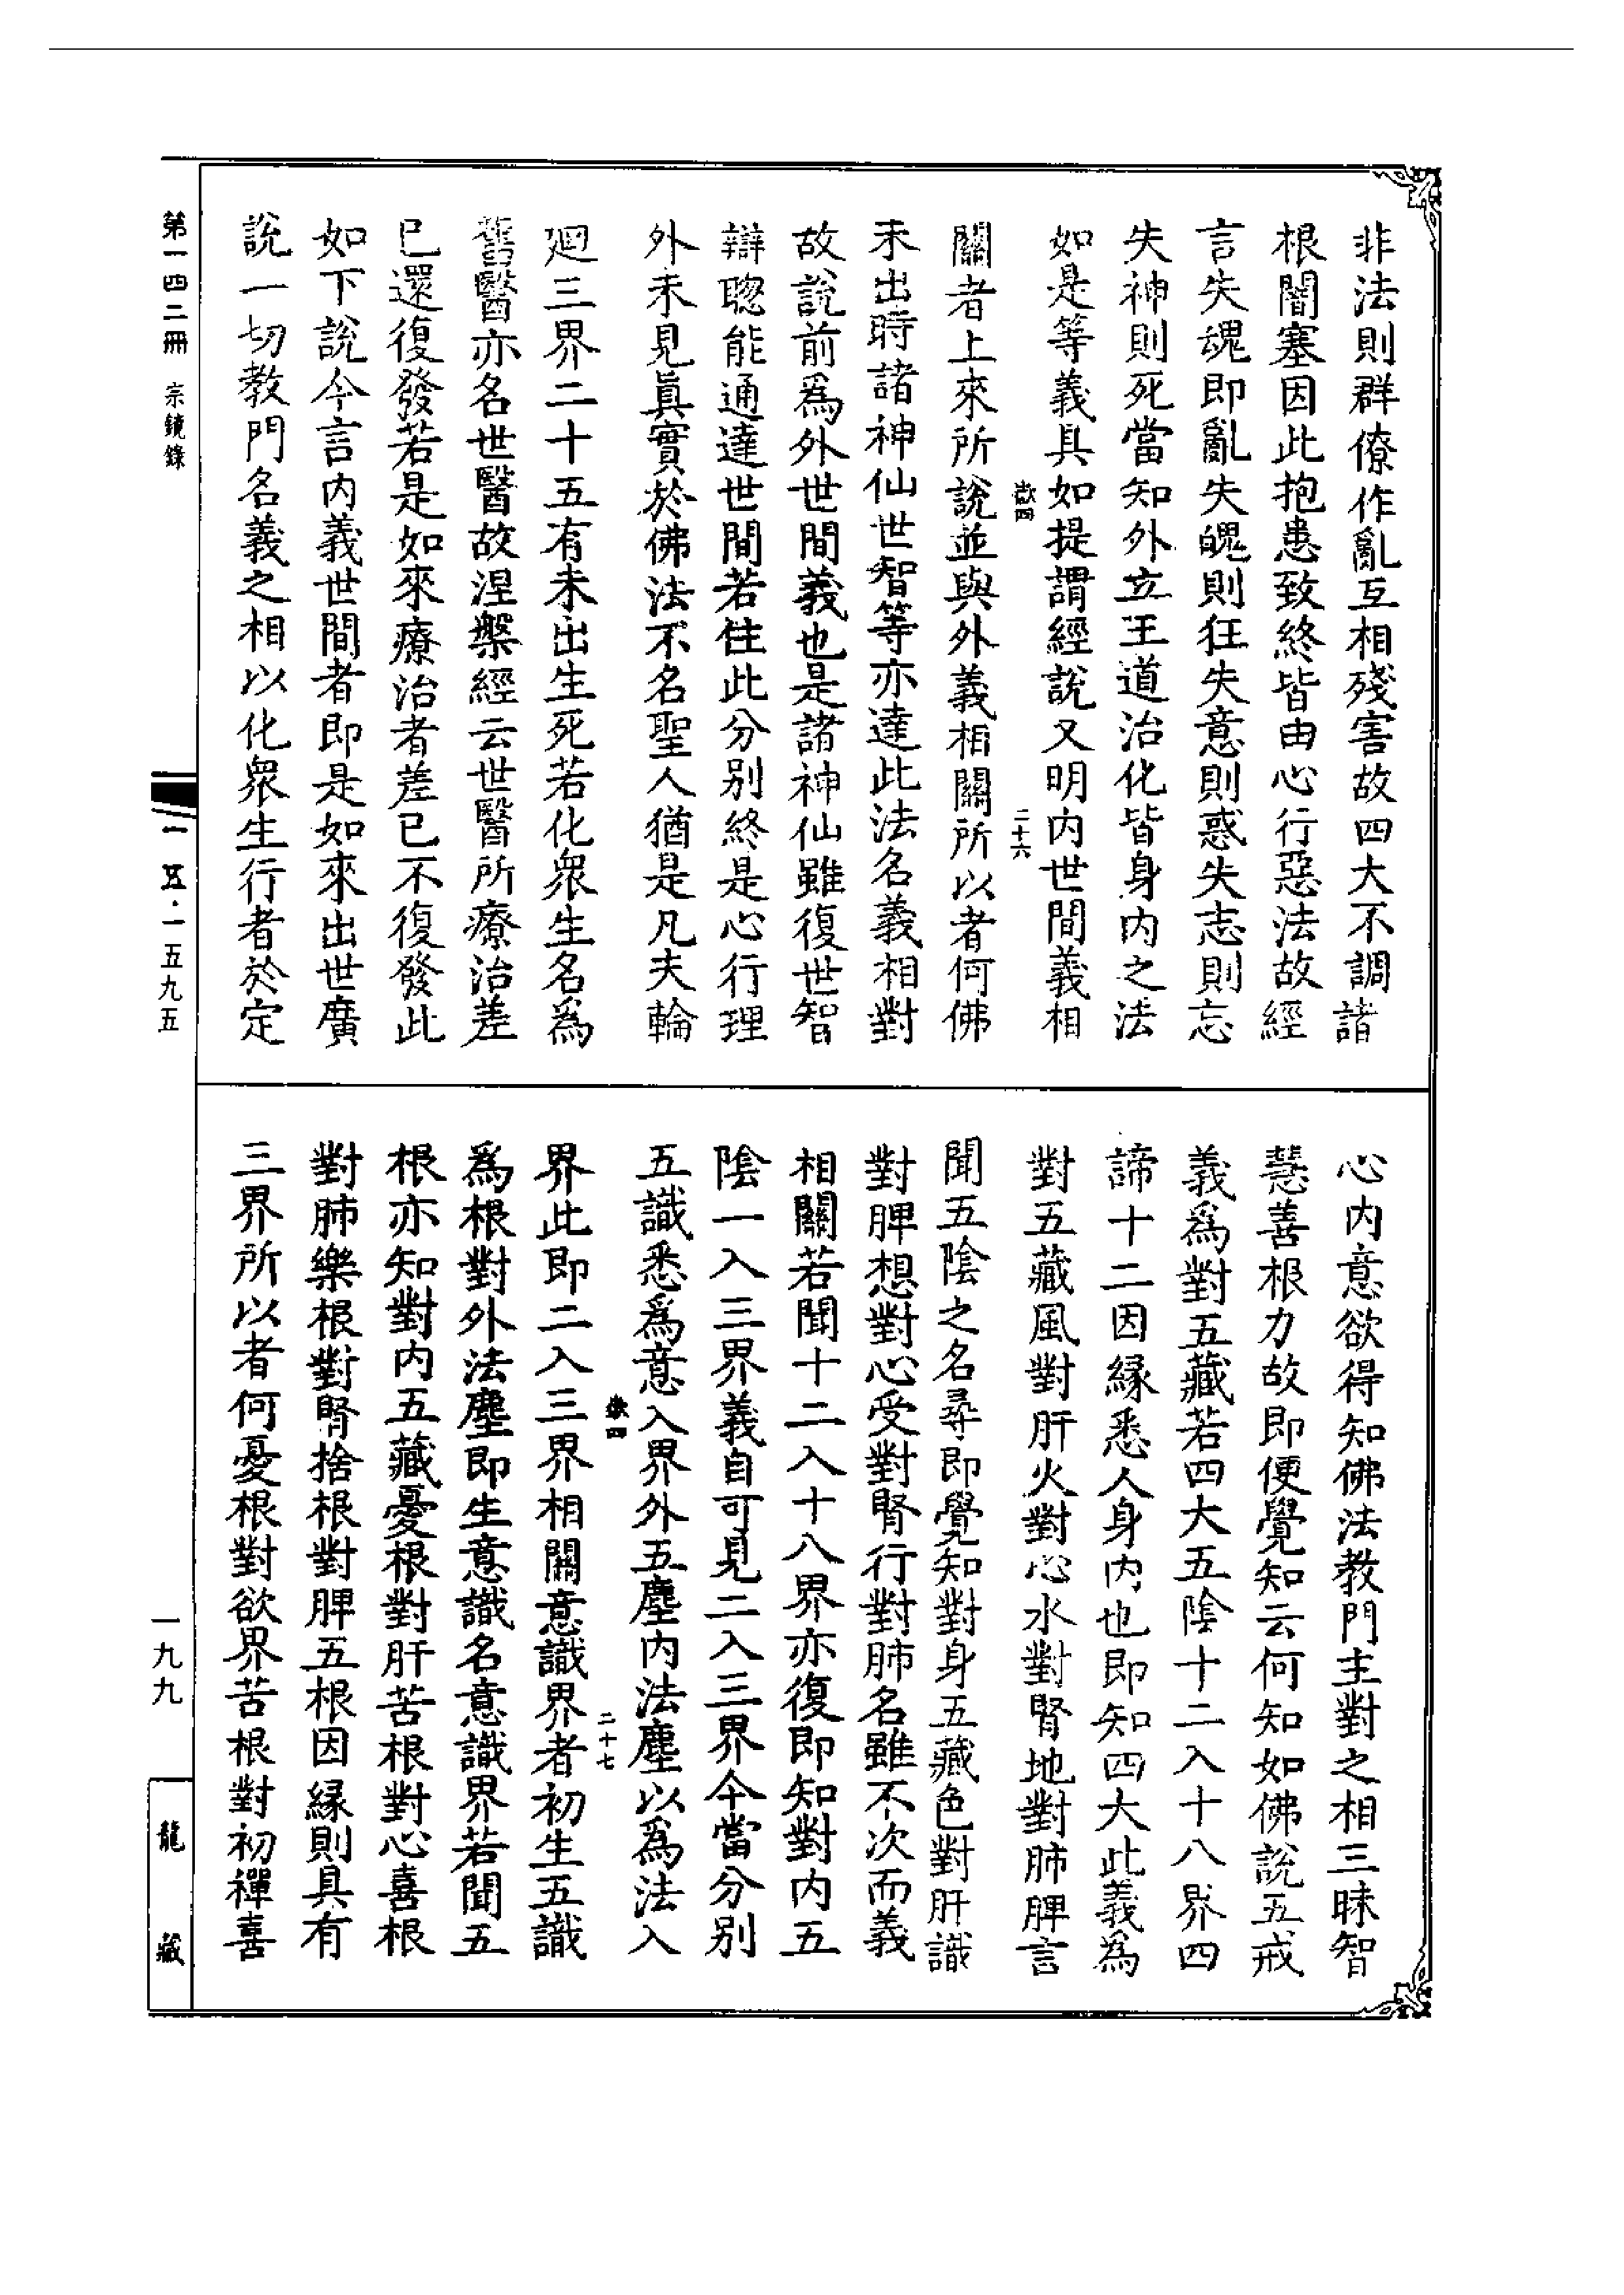 非法則群僚作亂互相殘害故四大不調諸
根闇塞因此抱患致終皆由心行惡法故經
言失魂即亂失魄則狂失意則惑失志則忘
失神則死當知外立王道治化皆身內之法
如是等義具如提謂經說又明內世間義相
二十六
關者上來所說並與外義相關所以者何佛
未出時諸神仙世智等亦達此法名義相對
故說前爲外世間義也是諸神仙雖復世智
辯聰能通達世間若住此分別終是心行理
外未見眞實於佛法不名聖人猶是凡夫輪
廻三界二十五有未出生死若化眾生名爲
舊醫亦名世醫故涅槃經云世醫所療治差
已還復發若是如來療治者差已不復發此
如下說今言內義世間者即是如來出世廣
說一切教門名義之相以化眾生行者於定
心內意欲得知佛法教門主對之相三昧智
慧善根力故即便覺知云何知如佛說五戒
義爲對五藏若四大五陰十二入十八界四
諦十二因緣悉人身內也即知四大此義爲
對五藏風對肝火對心水對腎地對肺脾言
聞五陰之名尋即覺知對身五藏色對肝識
對脾想對心受對腎行對肺名雖不次而義
相關若聞十二入十八界亦復即知對內五
陰一入三界義自可見二入三界今當分別
五識悉爲意入界外五塵內法塵以爲法入
二十七
界此即二入三界相關意識界者初生五識
爲根對外法塵即生意識名意識界若聞五
根亦知對內五藏憂根對肝苦根對心喜根
對肺樂根對腎捨根對脾五根因緣則具有
三界所以者何憂根對欲界苦根對初禪喜
第一四二冊 宗鏡錄
一五·一五九五
一九九
龍藏